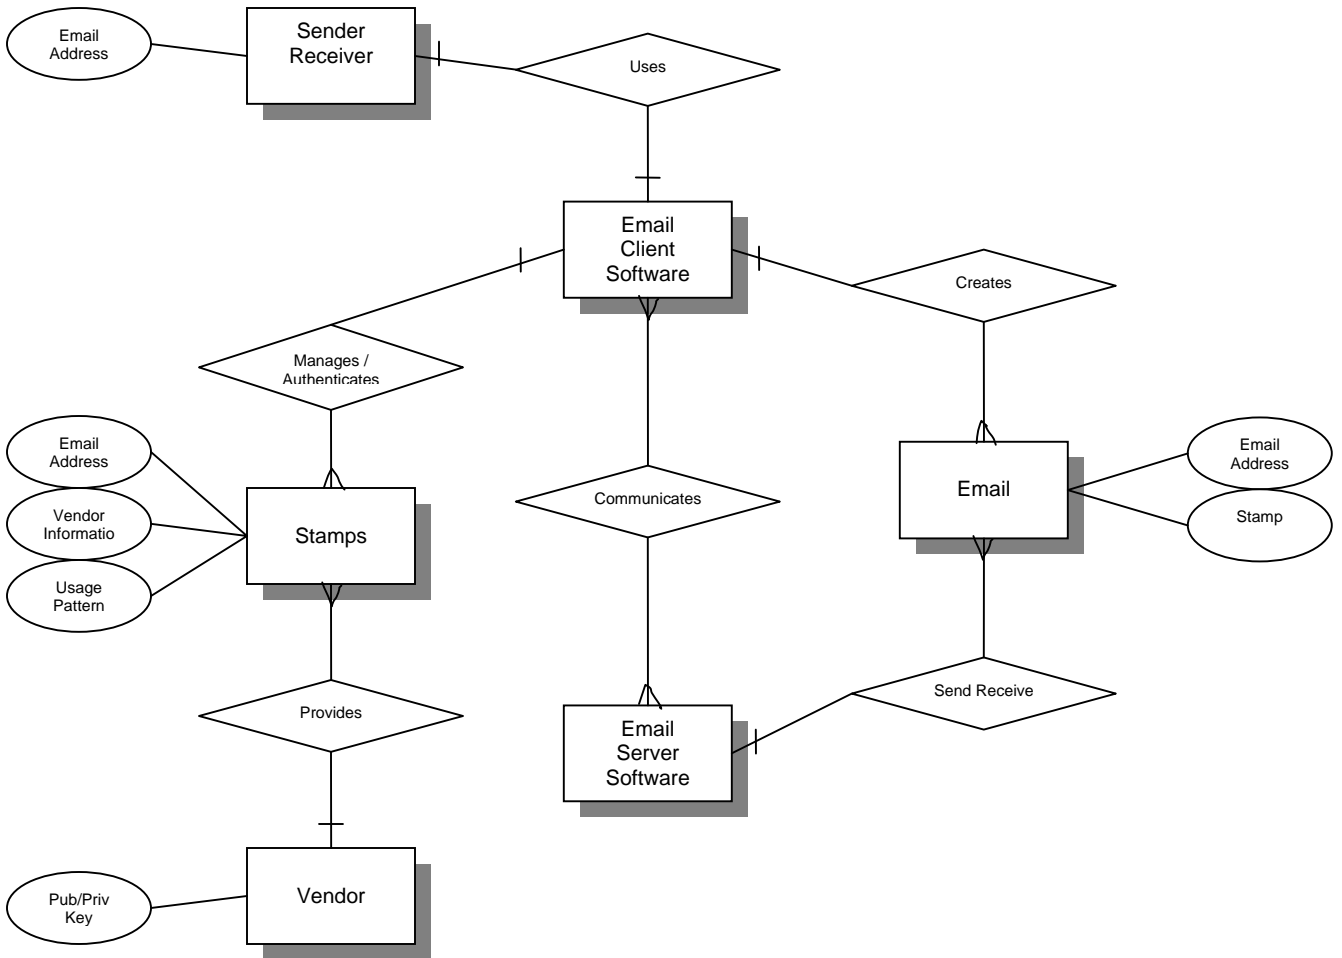 Email
Address
Sender
Receiver
Uses
Email
Client
Software
Creates
Manages /
Authenticates
Email
Address
Vendor
Informatio
Usage
Pattern
Stamps
Communicates
Email
Email
Address
Stamp
Provides
Send Receive
Email
Server
Software
Pub/Priv
Key
Vendor